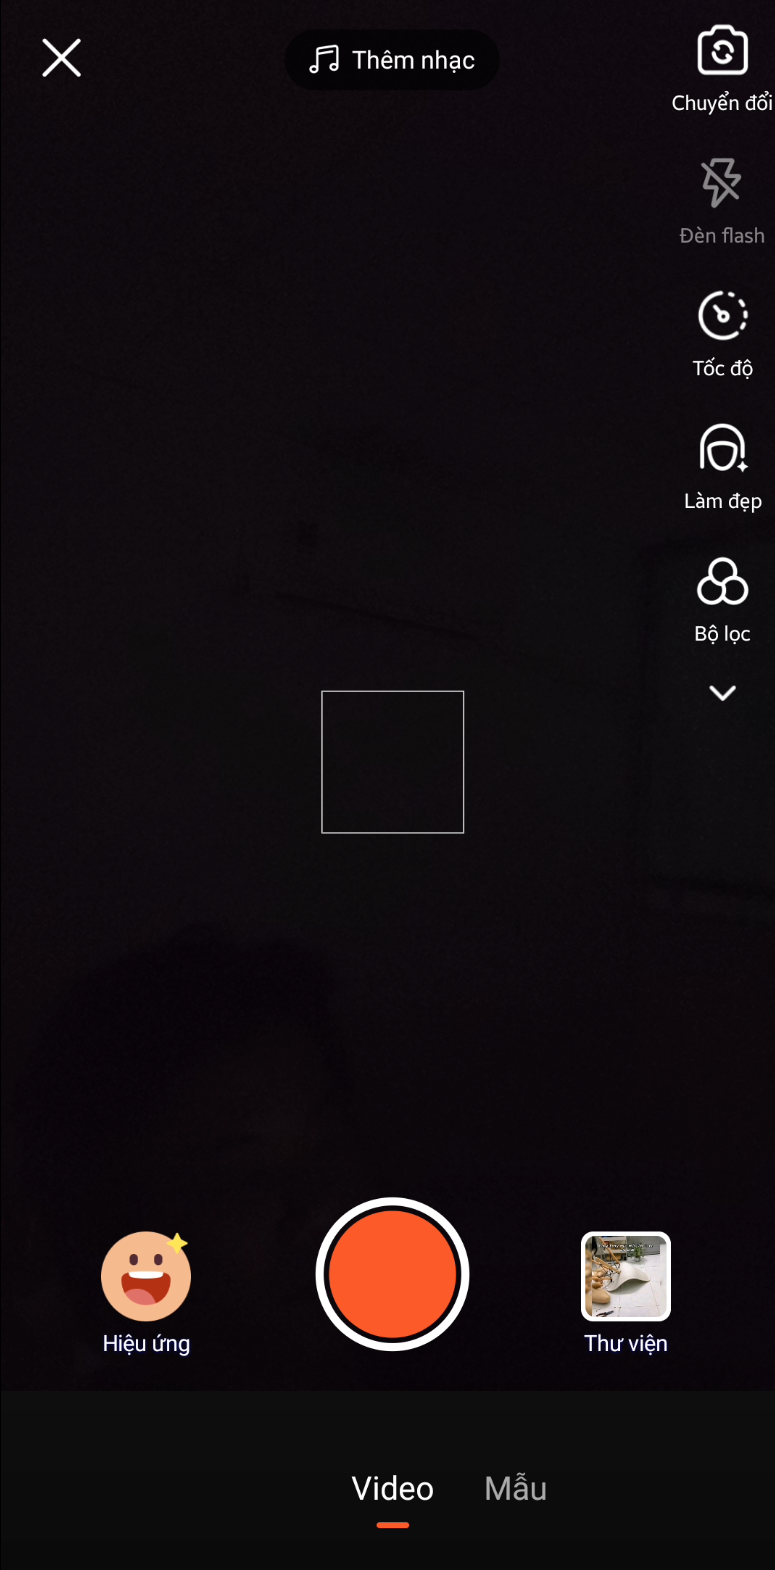 Thêm nhạc
Chuyển đổi
Đèn flash
Tốc độ
Làm đẹp
Bộ lọc
Hiệu ứng
Thư viện
Video
Mẫu